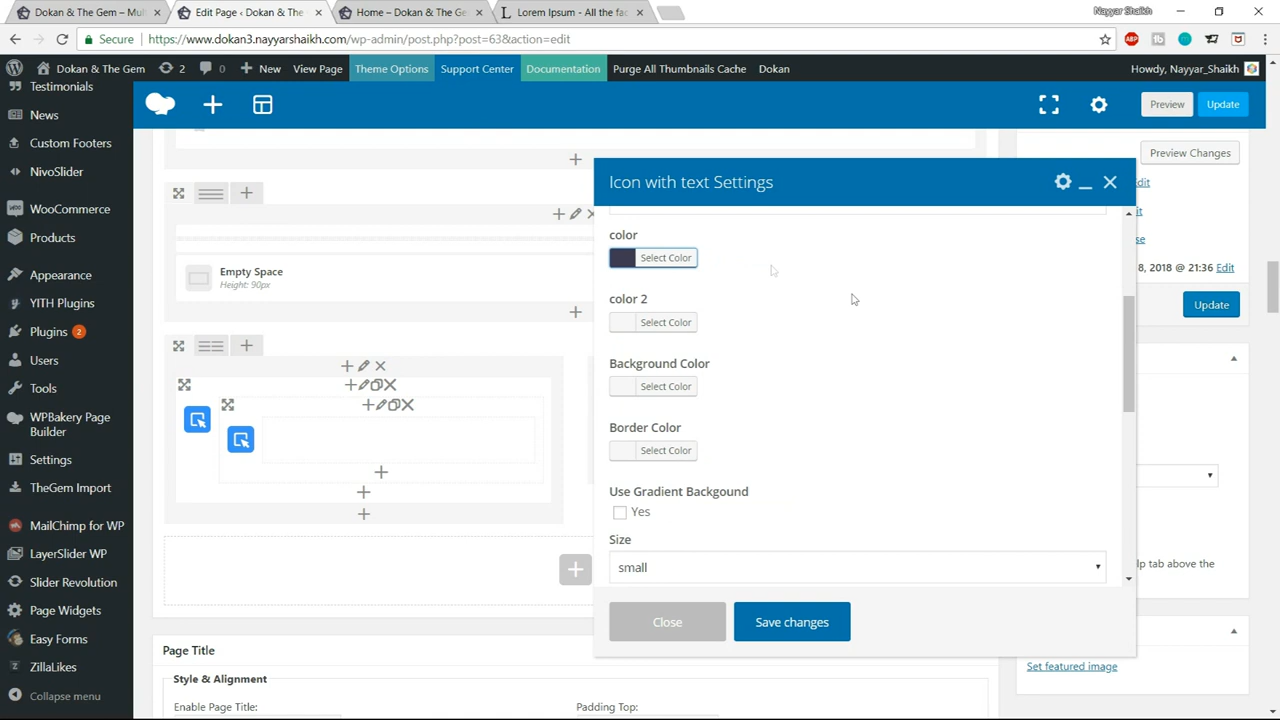 Dokan & The Gem – Mul
Edit Page ‹ Dokan & The
Home – Dokan & The Ge
Lorem Ipsum - All the fac
Nayyar Shaikh
Secure
https://www.dokan3.nayyarshaikh.com/wp-admin/post.php?post=63&action=edit
ABP
Dokan & The Gem
2
0
New
View Page
Theme Options
Support Center
Documentation
Purge All Thumbnails Cache
Dokan
Howdy, Nayyar_Shaikh
Testimonials
News
Custom Footers
NivoSlider
WooCommerce
Products
Appearance
YITH Plugins
Plugins 2
Users
Tools
WPBakery Page
Builder
Settings
TheGem Import
MailChimp for WP
LayerSlider WP
Slider Revolution
Page Widgets
Easy Forms
ZillaLikes
Collapse menu
Preview
Update
Preview Changes
Edit
8, 2018 @ 21:36 Edit
Update
lp tab above the
Set featured image
Empty Space
Height: 90px
Icon with text Settings
color
Select Color
color 2
Select Color
Background Color
Select Color
Border Color
Select Color
Use Gradient Backgound
Yes
Size
small
Close
Save changes
Page Title
Style & Alignment
Enable Page Title:
Padding Top: